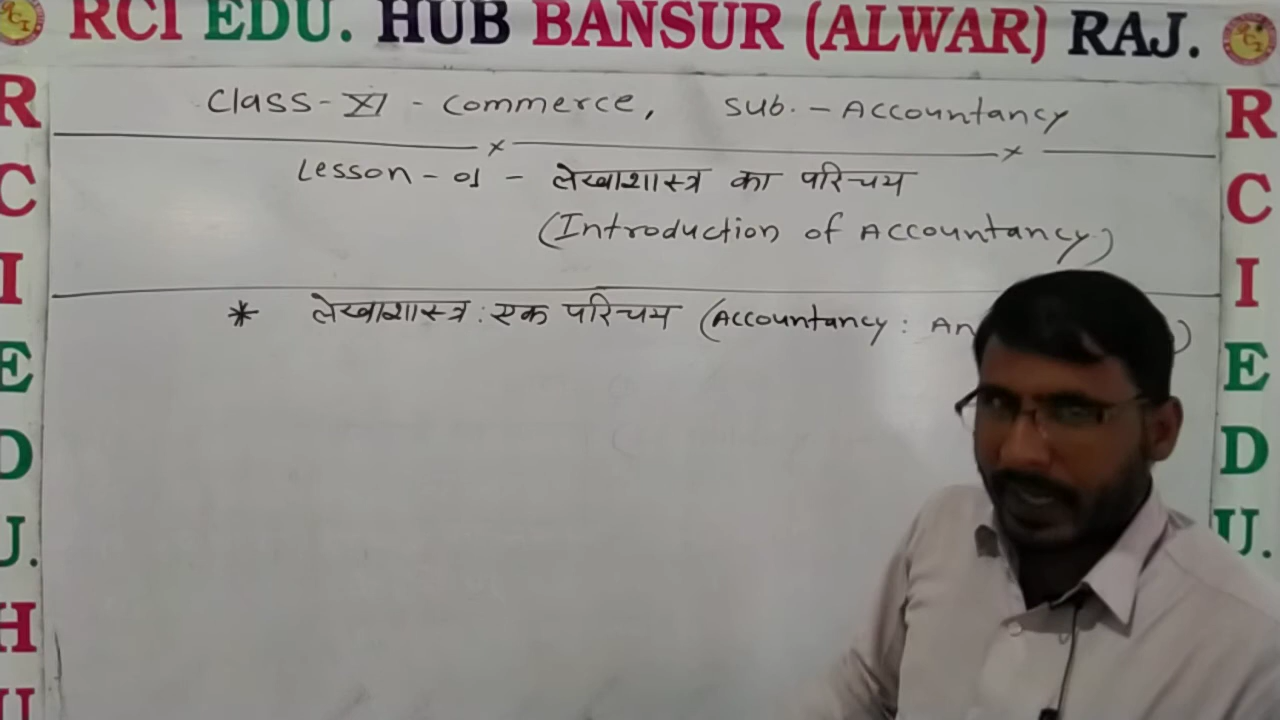 RCI EDU. HUB BANSUR (ALWAR) RAJ.
Class-XI - Commerce, Sub. - Accountancy
Lesson - 01 - लेखाशास्त्र का परिचय
(Introduction of Accountancy)
* लेखाशास्त्र : एक परिचय (Accountancy : An )
R
C
I
E
D
U.
H
U
R
C
I
E
D
U.